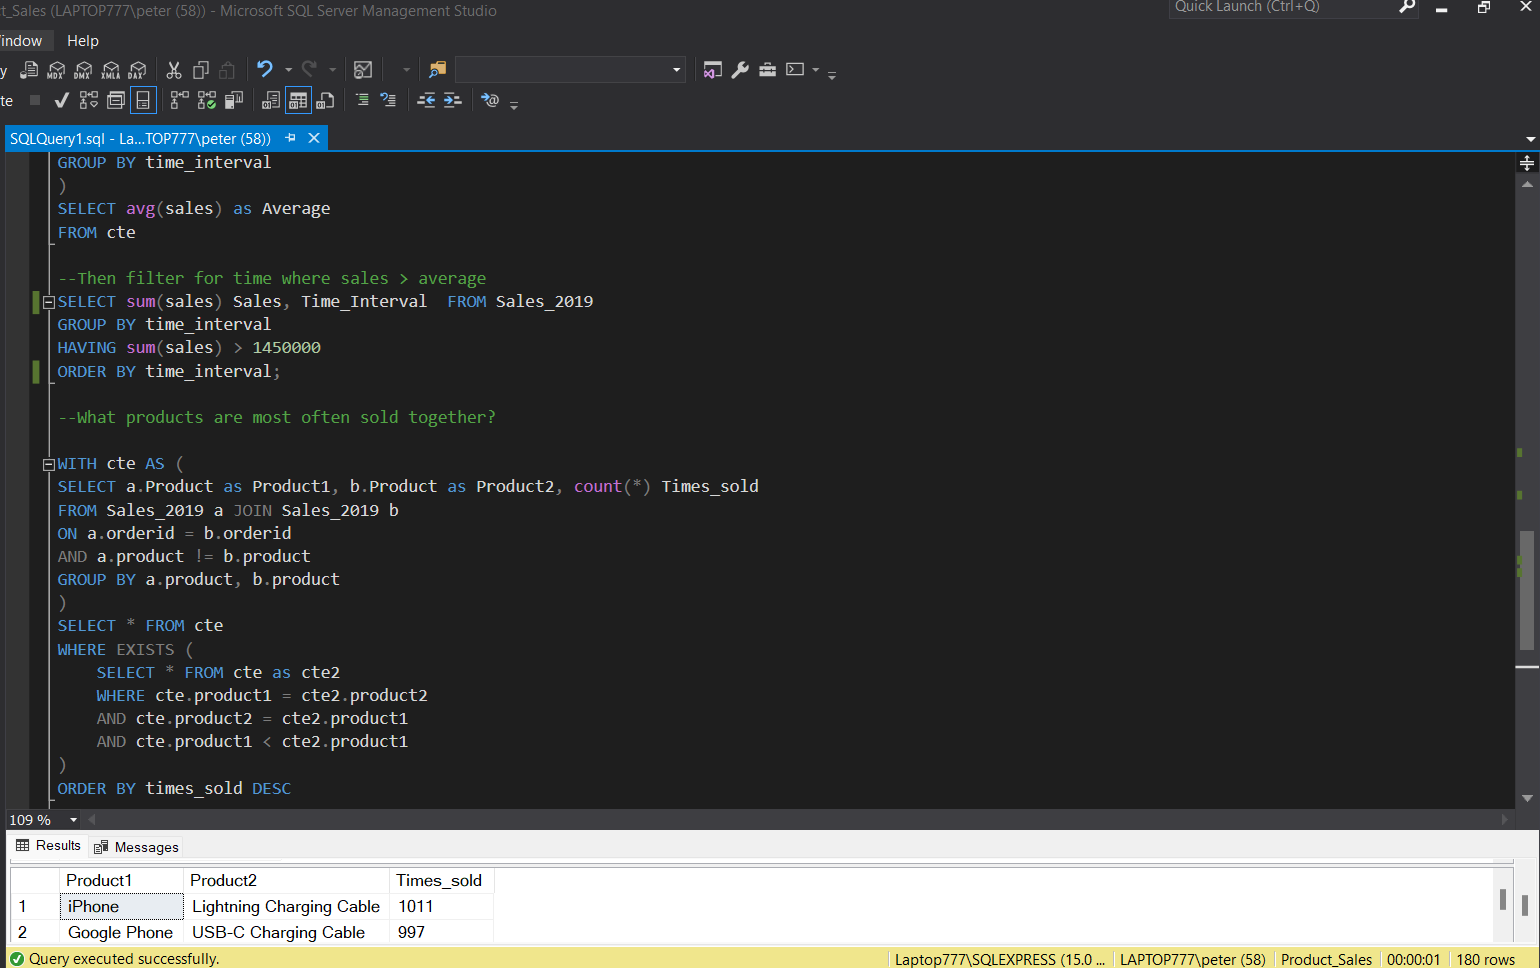 t_Sales (LAPTOP777\peter (58)) - Microsoft SQL Server Management Studio
Quick Launch (Ctrl+Q)
indow Help
y MDX DMX XMLA DAX
te
SQLQuery1.sql - La...TOP777\peter (58))
GROUP BY time_interval
)
SELECT avg(sales) as Average
FROM cte
--Then filter for time where sales > average
SELECT sum(sales) Sales, Time_Interval  FROM Sales_2019
GROUP BY time_interval
HAVING sum(sales) > 1450000
ORDER BY time_interval;
--What products are most often sold together?
WITH cte AS (
SELECT a.Product as Product1, b.Product as Product2, count(*) Times_sold
FROM Sales_2019 a JOIN Sales_2019 b
ON a.orderid = b.orderid
AND a.product != b.product
GROUP BY a.product, b.product
)
SELECT * FROM cte
WHERE EXISTS (
    SELECT * FROM cte as cte2
    WHERE cte.product1 = cte2.product2
    AND cte.product2 = cte2.product1
    AND cte.product1 < cte2.product1
)
ORDER BY times_sold DESC
109 %
Results Messages
Product1 Product2 Times_sold
1 iPhone Lightning Charging Cable 1011
2 Google Phone USB-C Charging Cable 997
Query executed successfully. Laptop777\SQLEXPRESS (15.0 ... LAPTOP777\peter (58) Product_Sales 00:00:01 180 rows